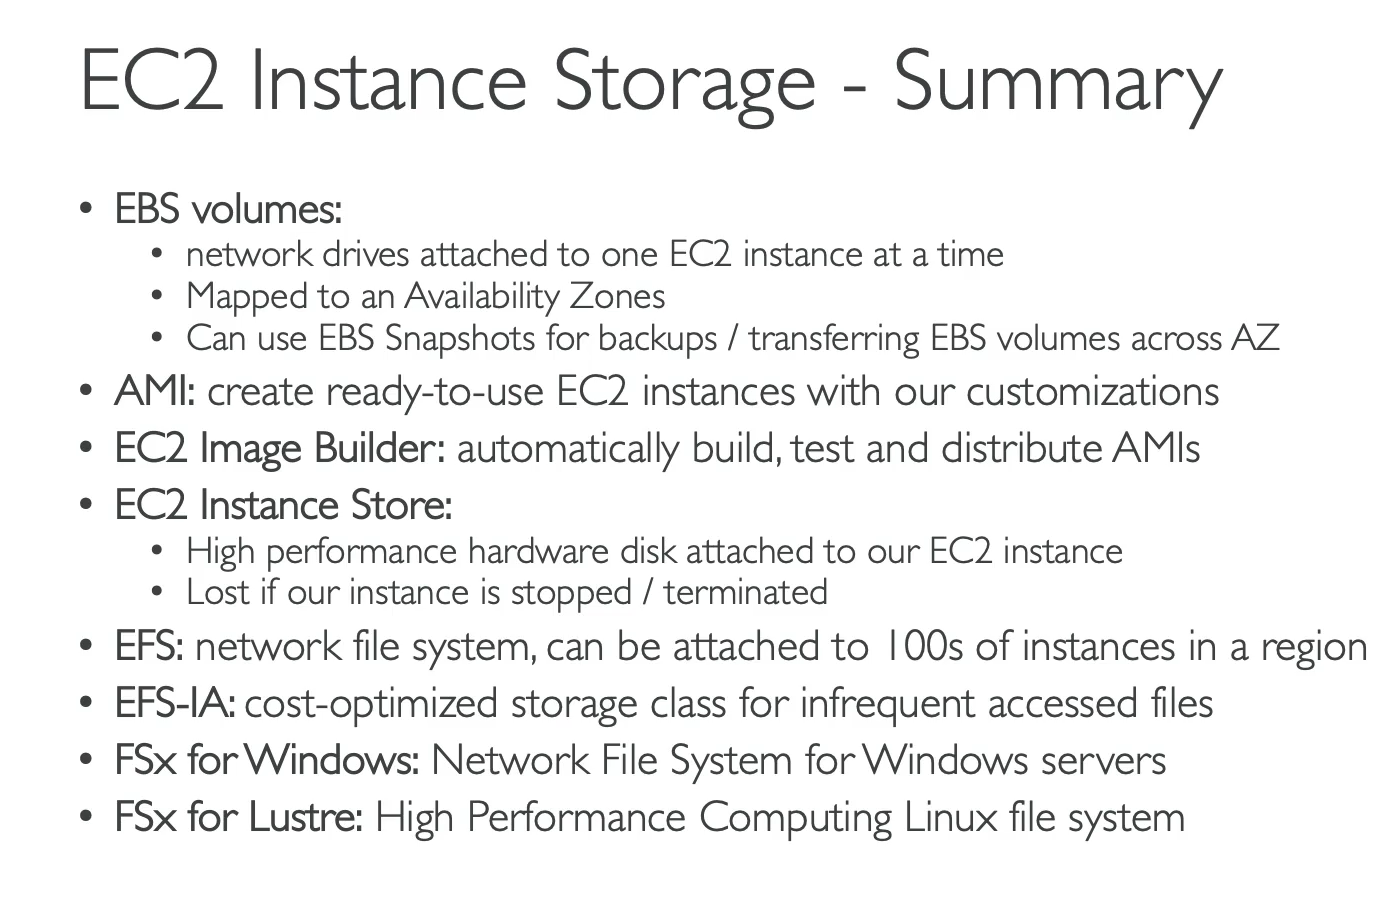 EC2 Instance Storage - Summary
• EBS volumes:
• network drives attached to one EC2 instance at a time
• Mapped to an Availability Zones
• Can use EBS Snapshots for backups / transferring EBS volumes across AZ
• AMI: create ready-to-use EC2 instances with our customizations
• EC2 Image Builder: automatically build, test and distribute AMIs
• EC2 Instance Store:
• High performance hardware disk attached to our EC2 instance
• Lost if our instance is stopped / terminated
• EFS: network file system, can be attached to 100s of instances in a region
• EFS-IA: cost-optimized storage class for infrequent accessed files
• FSx for Windows: Network File System for Windows servers
• FSx for Lustre: High Performance Computing Linux file system